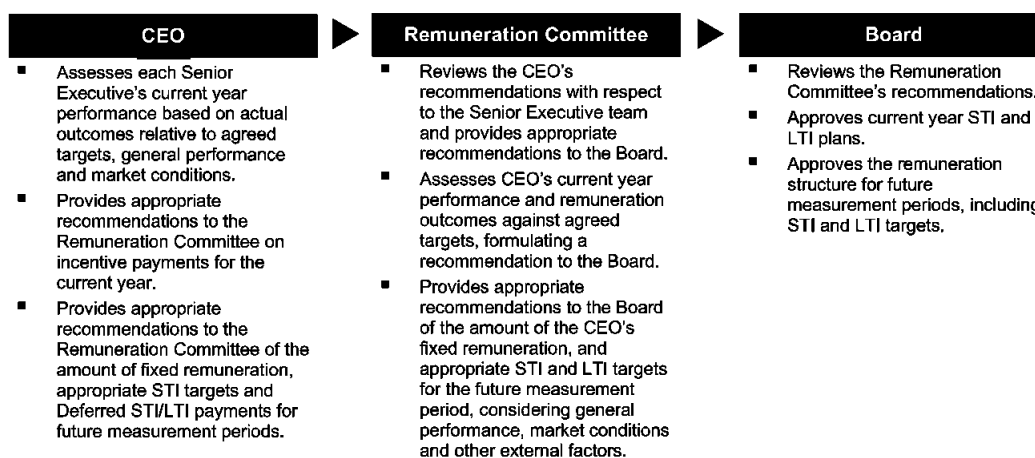 CEO
■ Assesses each Senior
Executive's current year
performance based on actual
outcomes relative to agreed
targets, general performance
and market conditions.
■ Provides appropriate
recommendations to the
Remuneration Committee on
incentive payments for the
current year.
■ Provides appropriate
recommendations to the
Remuneration Committee of the
amount of fixed remuneration,
appropriate STI targets and
Deferred STI/LTI payments for
future measurement periods.
Remuneration Committee
■ Reviews the CEO's
recommendations with respect
to the Senior Executive team
and provides appropriate
recommendations to the Board.
■ Assesses CEO's current year
performance and remuneration
outcomes against agreed
targets, formulating a
recommendation to the Board.
■ Provides appropriate
recommendations to the Board
of the amount of the CEO's
fixed remuneration, and
appropriate STI and LTI targets
for the future measurement
period, considering general
performance, market conditions
and other external factors.
Board
■ Reviews the Remuneration
Committee's recommendations.
■ Approves current year STI and
LTI plans.
■ Approves the remuneration
structure for future
measurement periods, including
STI and LTI targets.